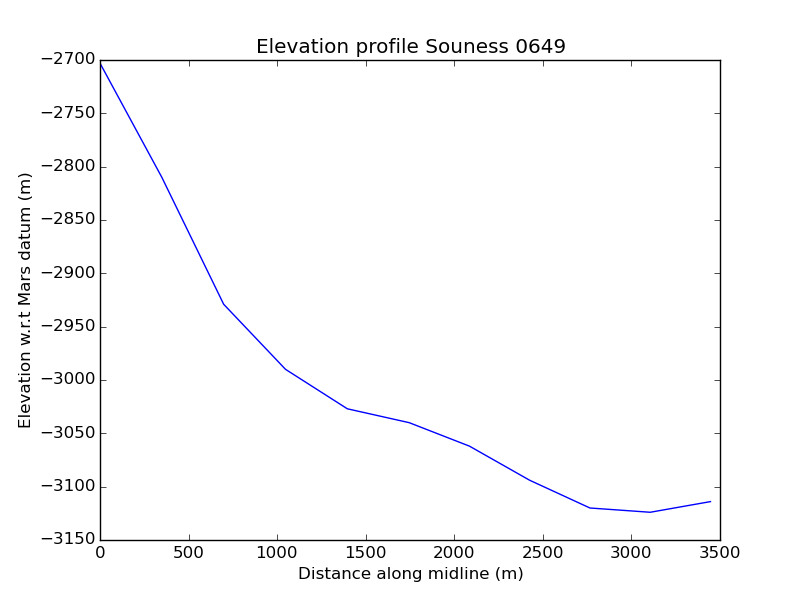 Elevation profile Souness 0649
−2700
−2750
−2800
−2850
−2900
−2950
−3000
−3050
−3100
−3150
Elevation w.r.t Mars datum (m)
0 500 1000 1500 2000 2500 3000 3500
Distance along midline (m)